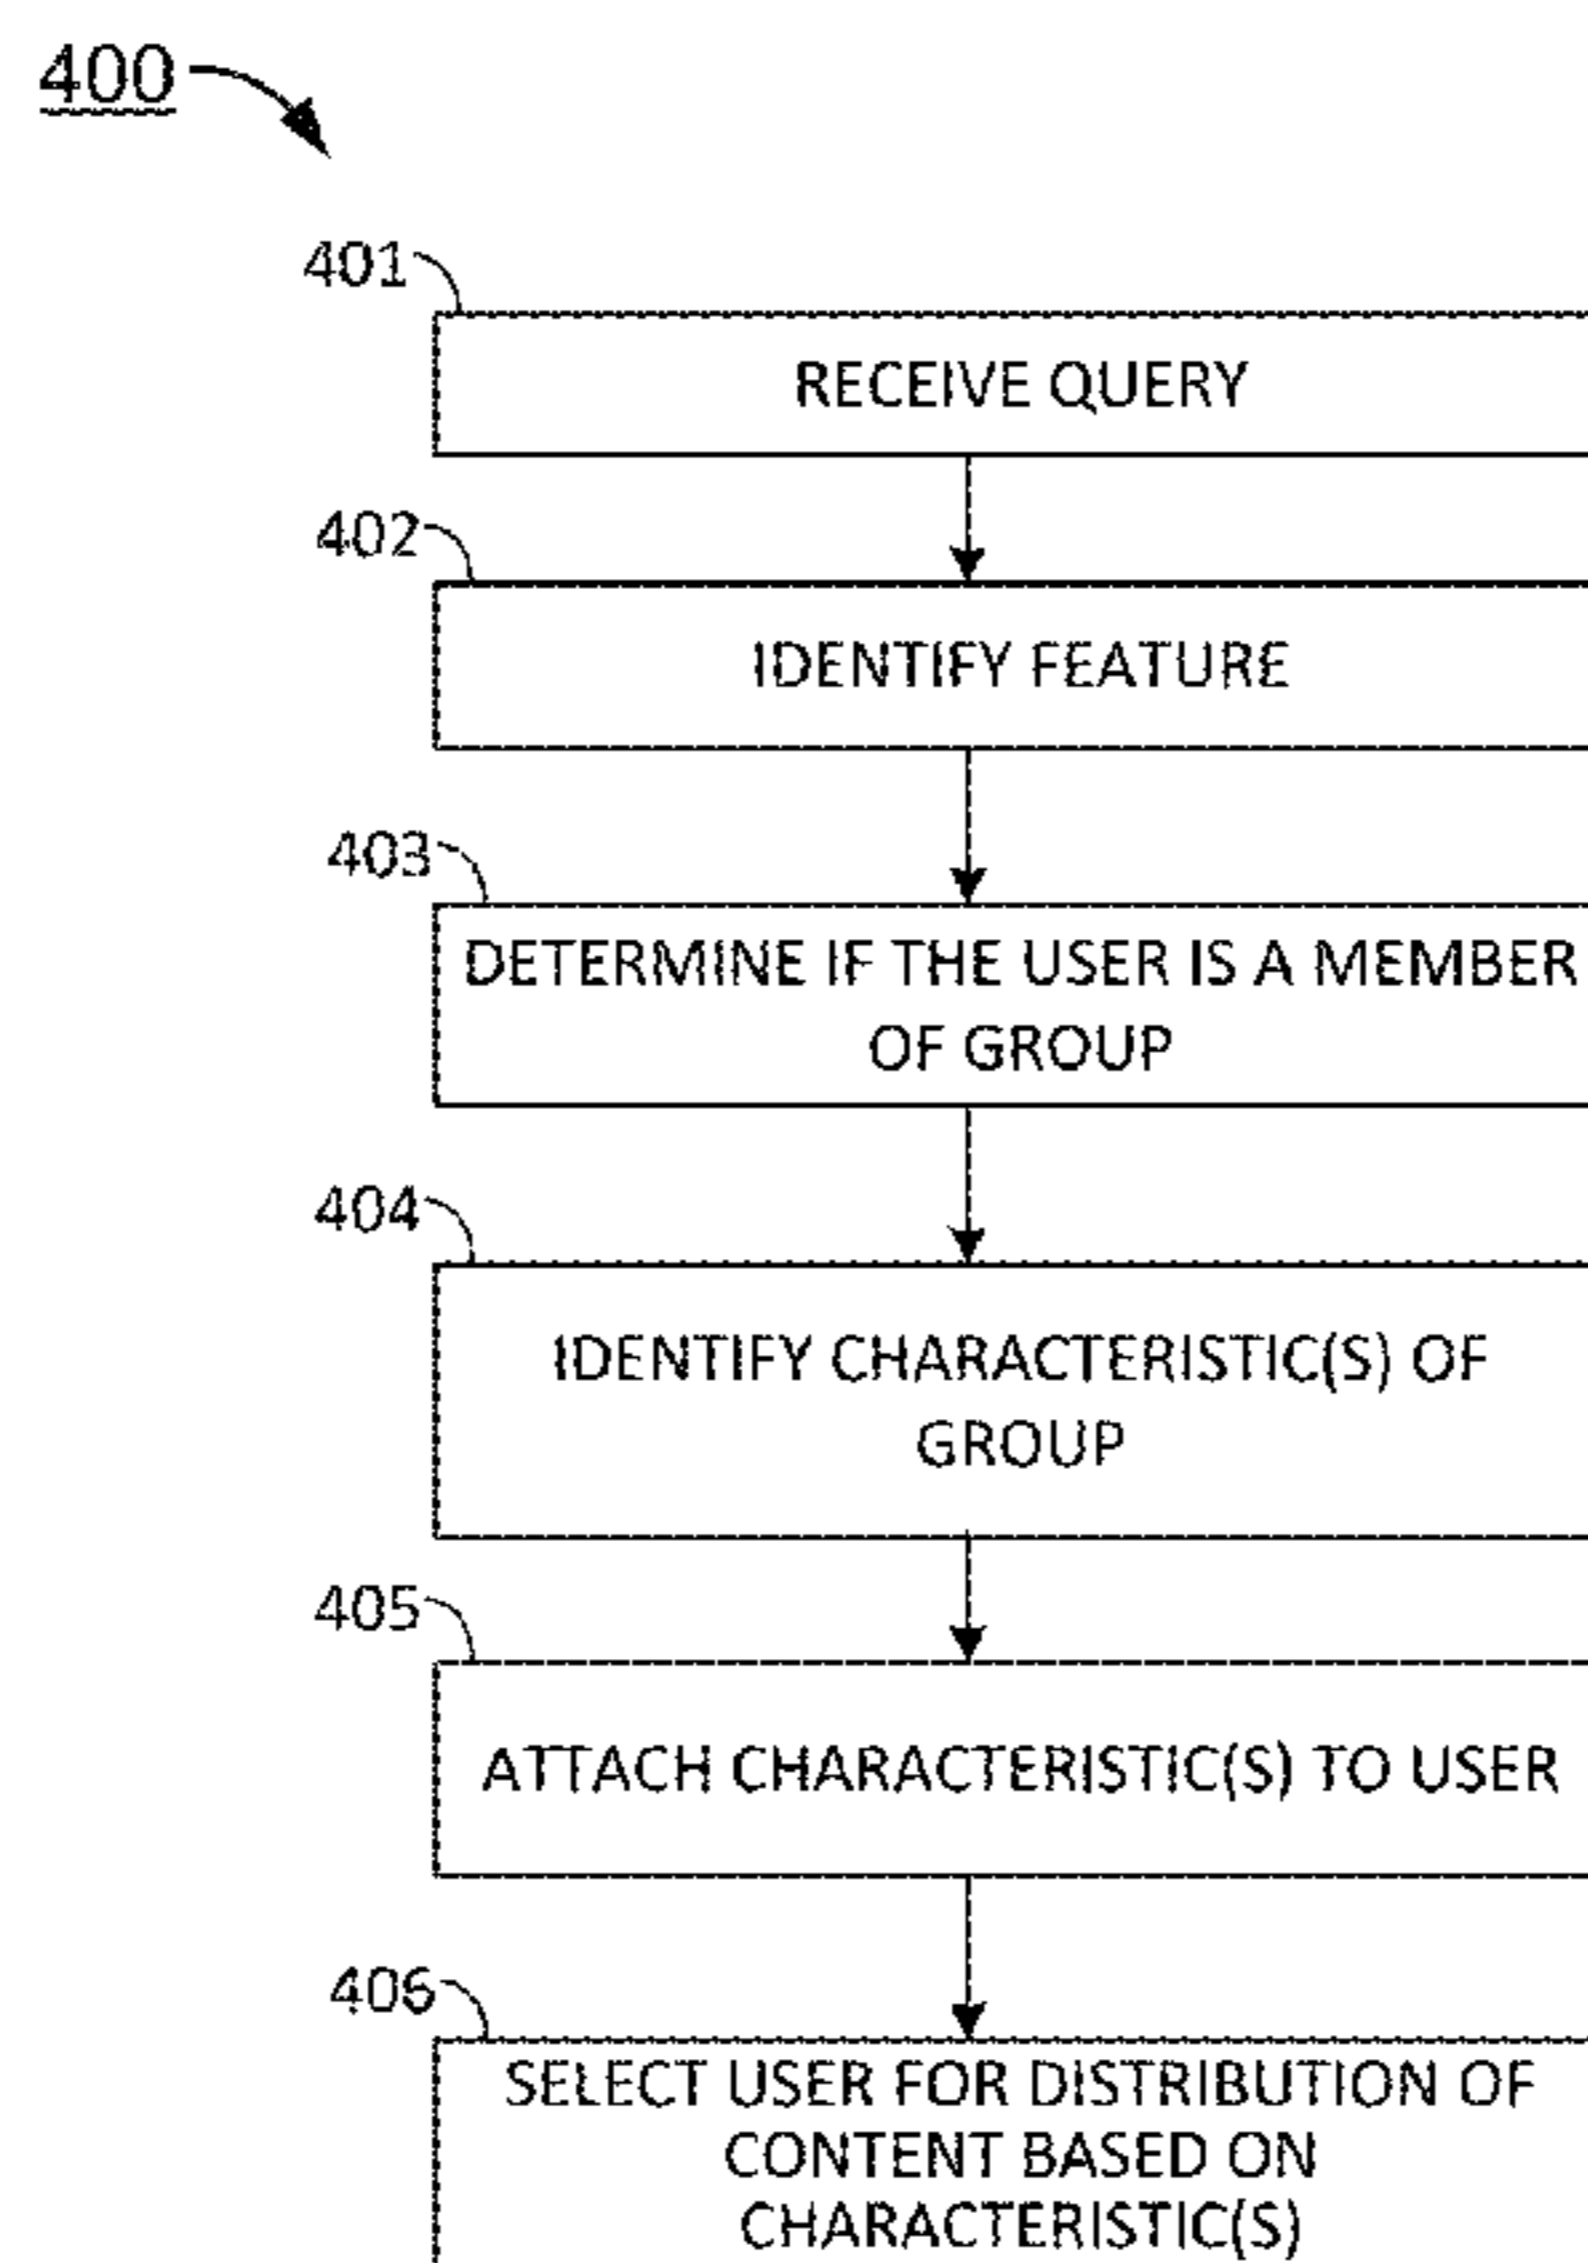 400
401
RECEIVE QUERY
402
IDENTIFY FEATURE
403
DETERMINE IF THE USER IS A MEMBER
OF GROUP
404
IDENTIFY CHARACTERISTIC(S) OF
GROUP
405
ATTACH CHARACTERISTIC(S) TO USER
406
SELECT USER FOR DISTRIBUTION OF
CONTENT BASED ON
CHARACTERISTIC(S)